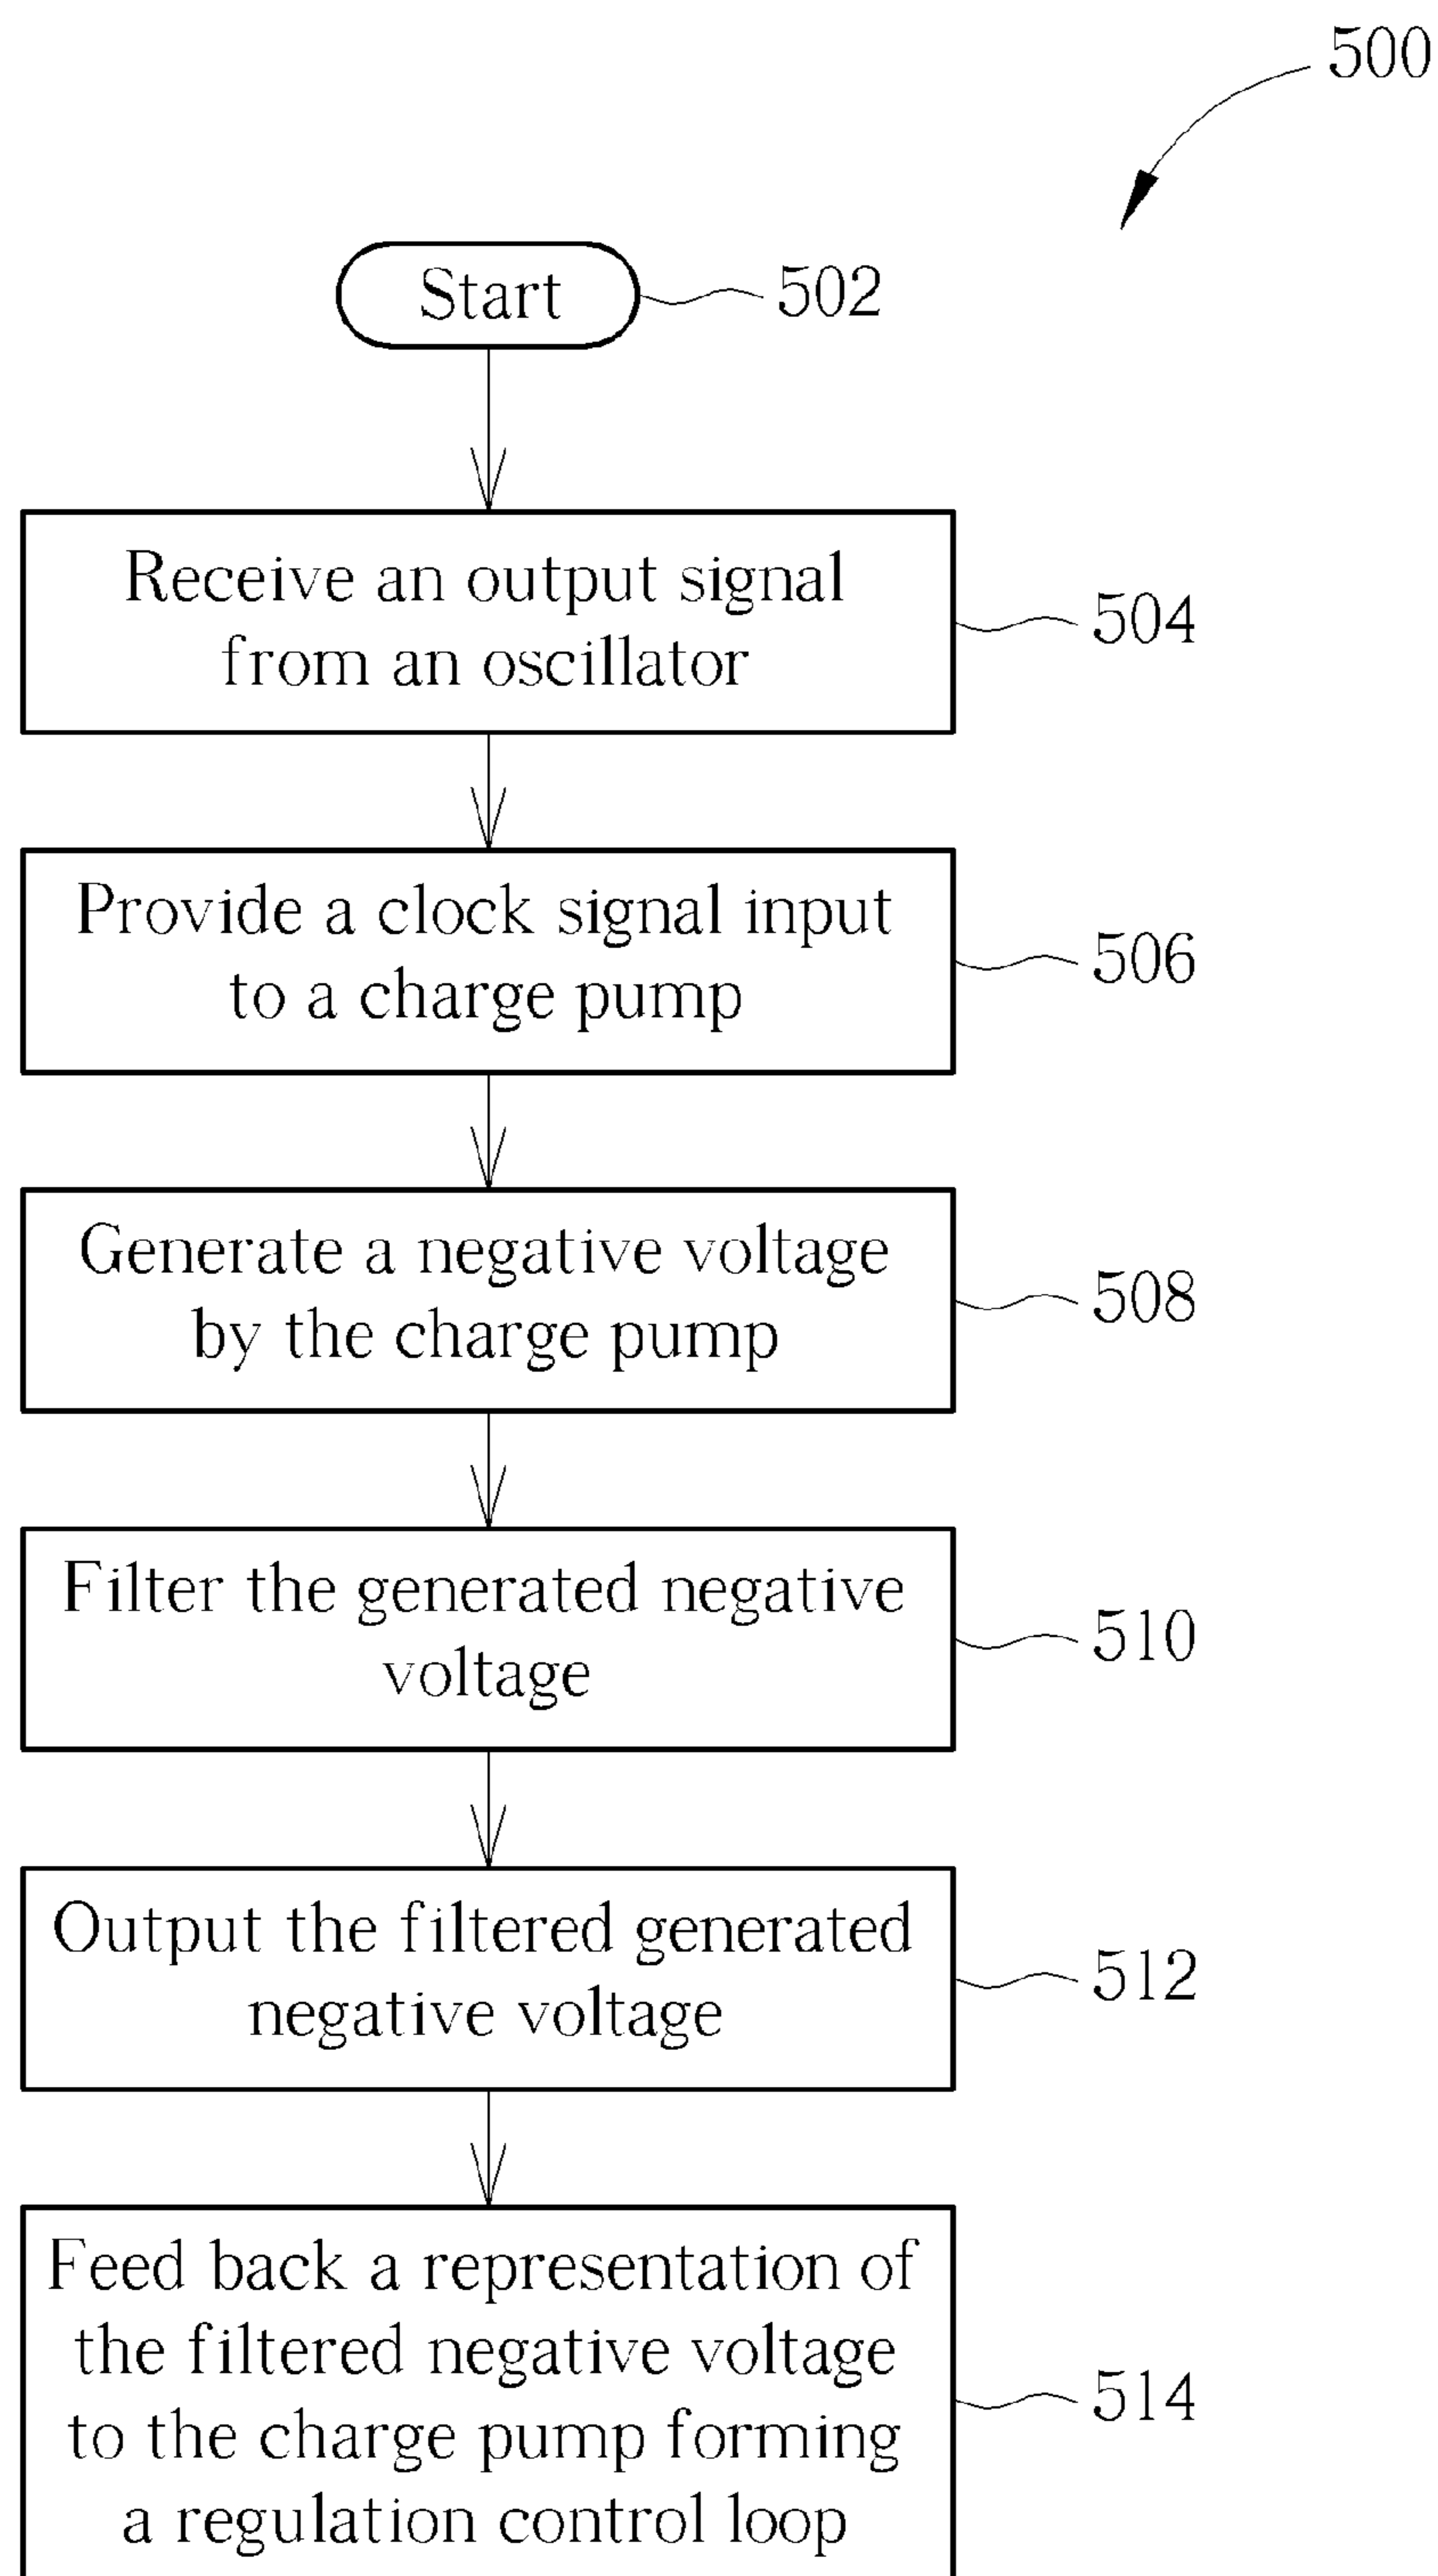 500
Start
502
Receive an output signal
from an oscillator
504
Provide a clock signal input
to a charge pump
506
Generate a negative voltage
by the charge pump
508
Filter the generated negative
voltage
510
Output the filtered generated
negative voltage
512
Feed back a representation of
the filtered negative voltage
to the charge pump forming
a regulation control loop
514